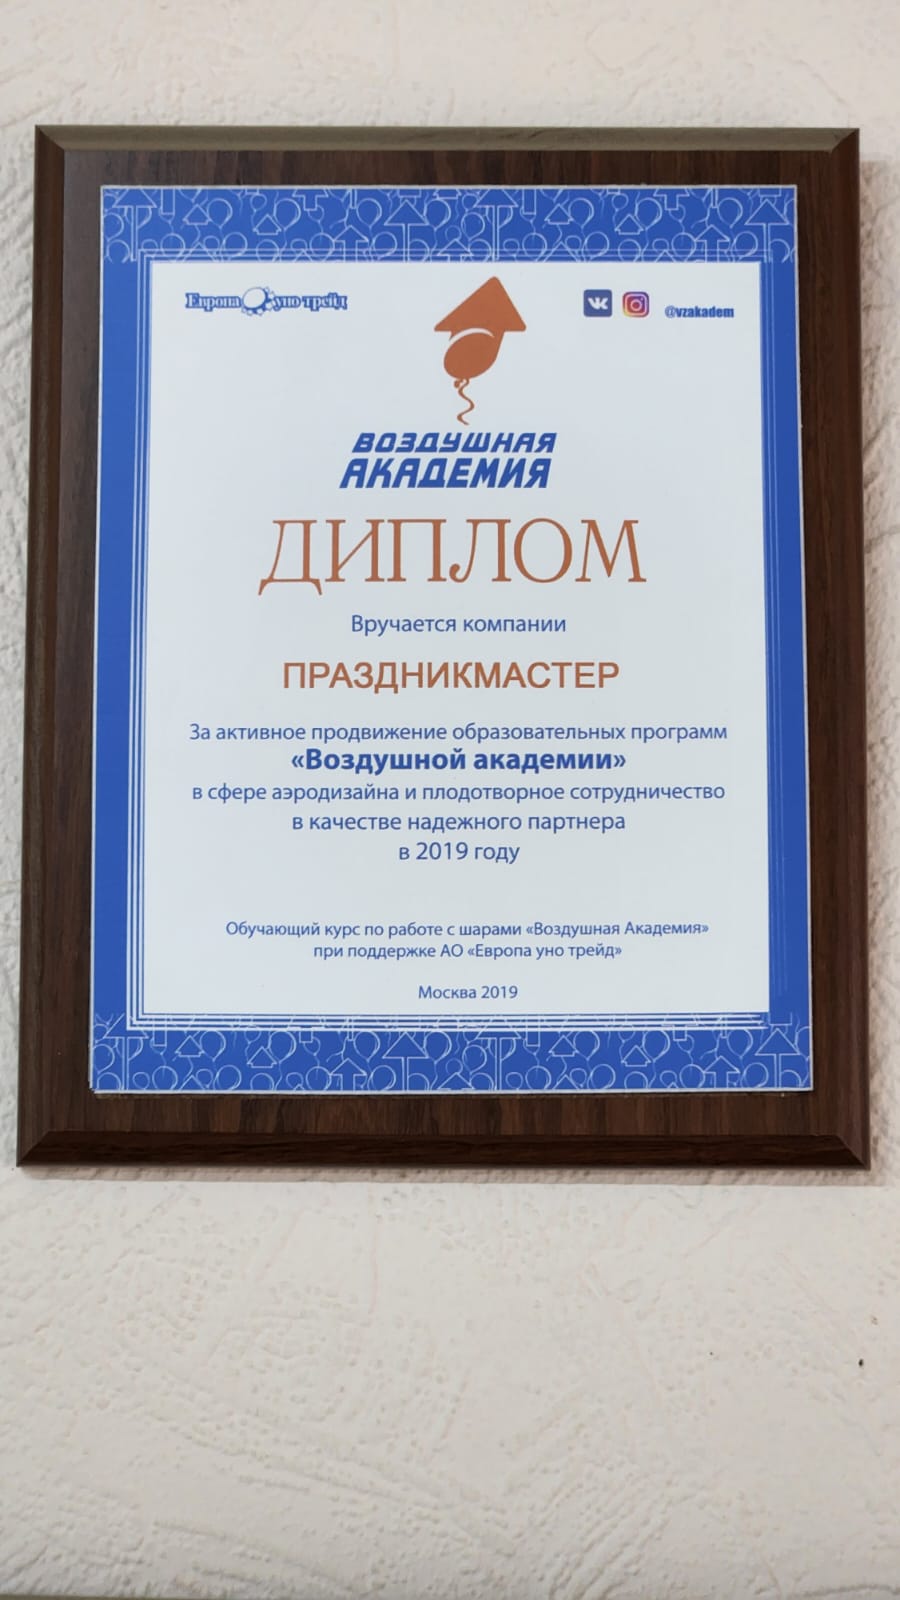 Европа уно трейд
@vzakadem
ВОЗДУШНАЯ
АКАДЕМИЯ
ДИПЛОМ
Вручается компании
ПРАЗДНИКМАСТЕР
За активное продвижение образовательных программ
«Воздушной академии»
в сфере аэродизайна и плодотворное сотрудничество
в качестве надежного партнера
в 2019 году
Обучающий курс по работе с шарами «Воздушная Академия»
при поддержке АО «Европа уно трейд»
Москва 2019